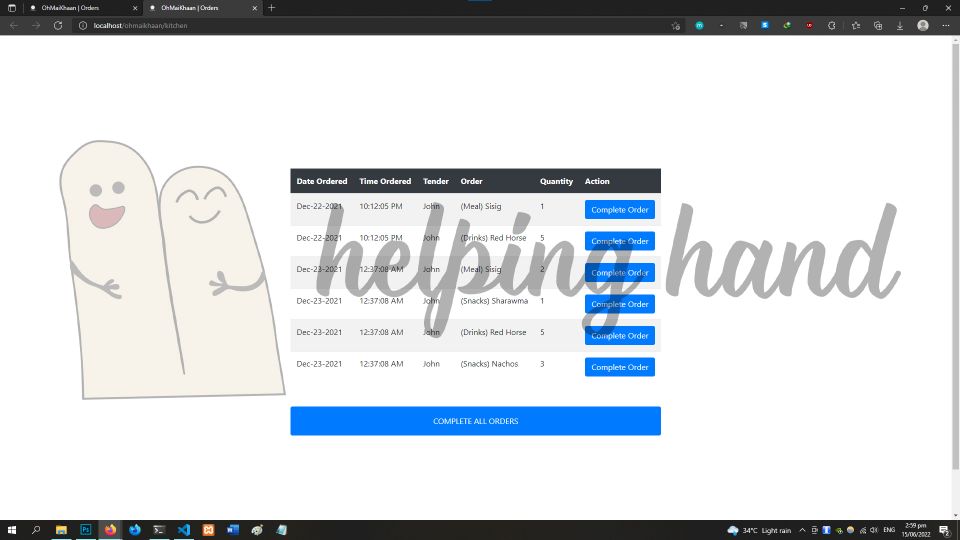 OhMaiKhaan | Orders
OhMaiKhaan | Orders
localhost/ohmaikhaan/kitchen
helping hand
Date Ordered Time Ordered Tender Order Quantity Action
Dec-22-2021 10:12:05 PM John (Meal) Sisig 1 Complete Order
Dec-22-2021 10:12:05 PM John (Drinks) Red Horse 5 Complete Order
Dec-23-2021 12:37:08 AM John (Meal) Sisig 2 Complete Order
Dec-23-2021 12:37:08 AM John (Snacks) Sharawma 1 Complete Order
Dec-23-2021 12:37:08 AM John (Drinks) Red Horse 5 Complete Order
Dec-23-2021 12:37:08 AM John (Snacks) Nachos 3 Complete Order
COMPLETE ALL ORDERS
34°C Light rain ENG 2:59 pm
15/06/2022